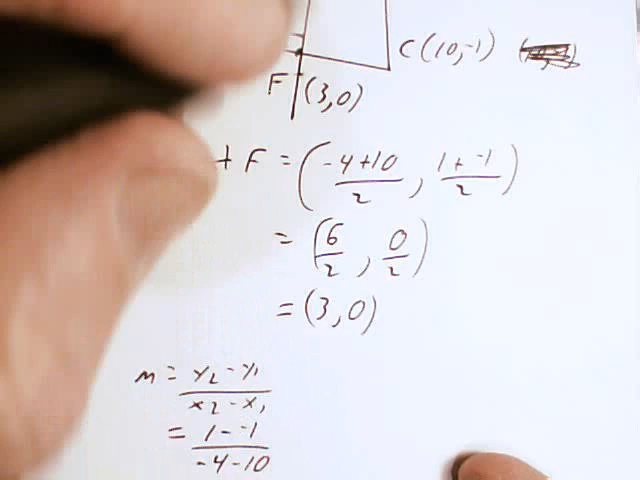 C(10,-1)
F (3,0)
t F = (-4+10/2, 1+-1/2)
= (6/2, 0/2)
= (3,0)
m = y2-y1/x2-x1
= 1--1/-4-10